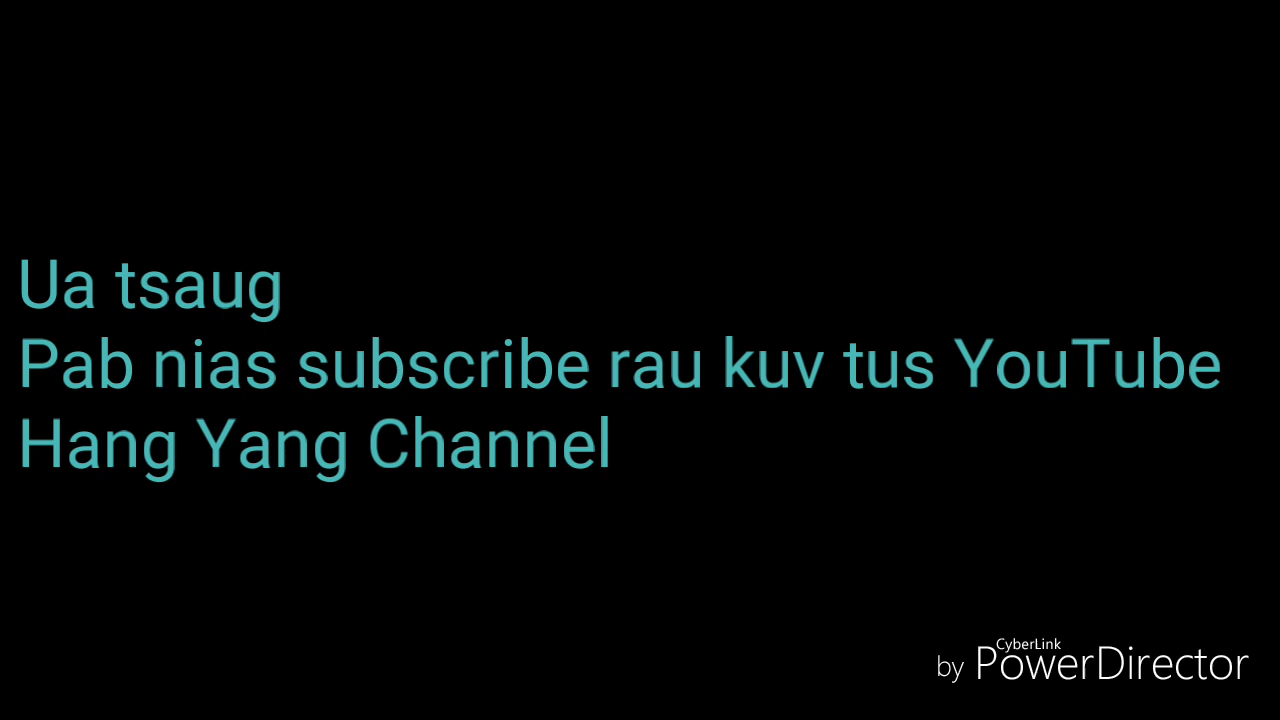 Ua tsaug
Pab nias subscribe rau kuv tus YouTube
Hang Yang Channel
CyberLink
by PowerDirector